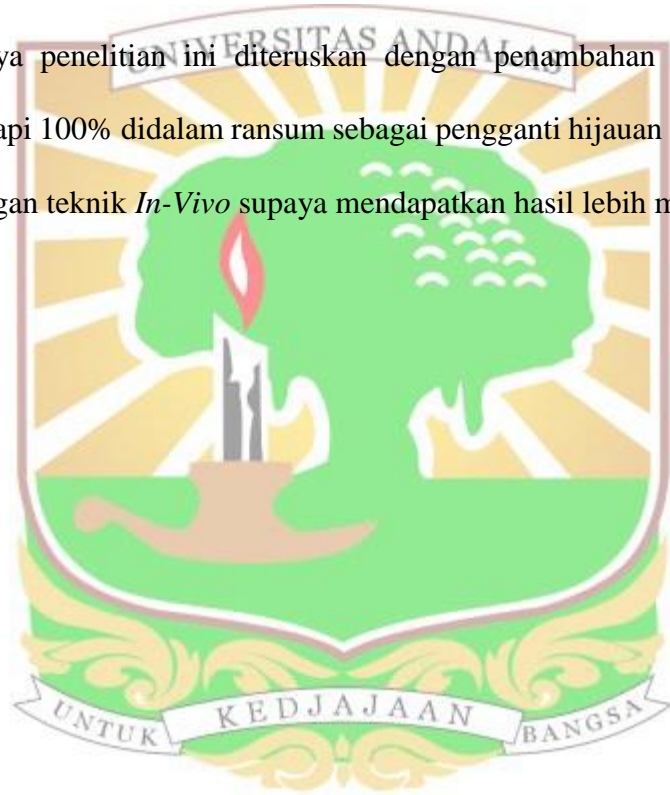 UNIVERSITAS ANDALAS
ya penelitian ini diteruskan dengan penambahan
api 100% didalam ransum sebagai pengganti hijauan
gan teknik In-Vivo supaya mendapatkan hasil lebih m
UNTUK KEDJAJAAN BANGSA